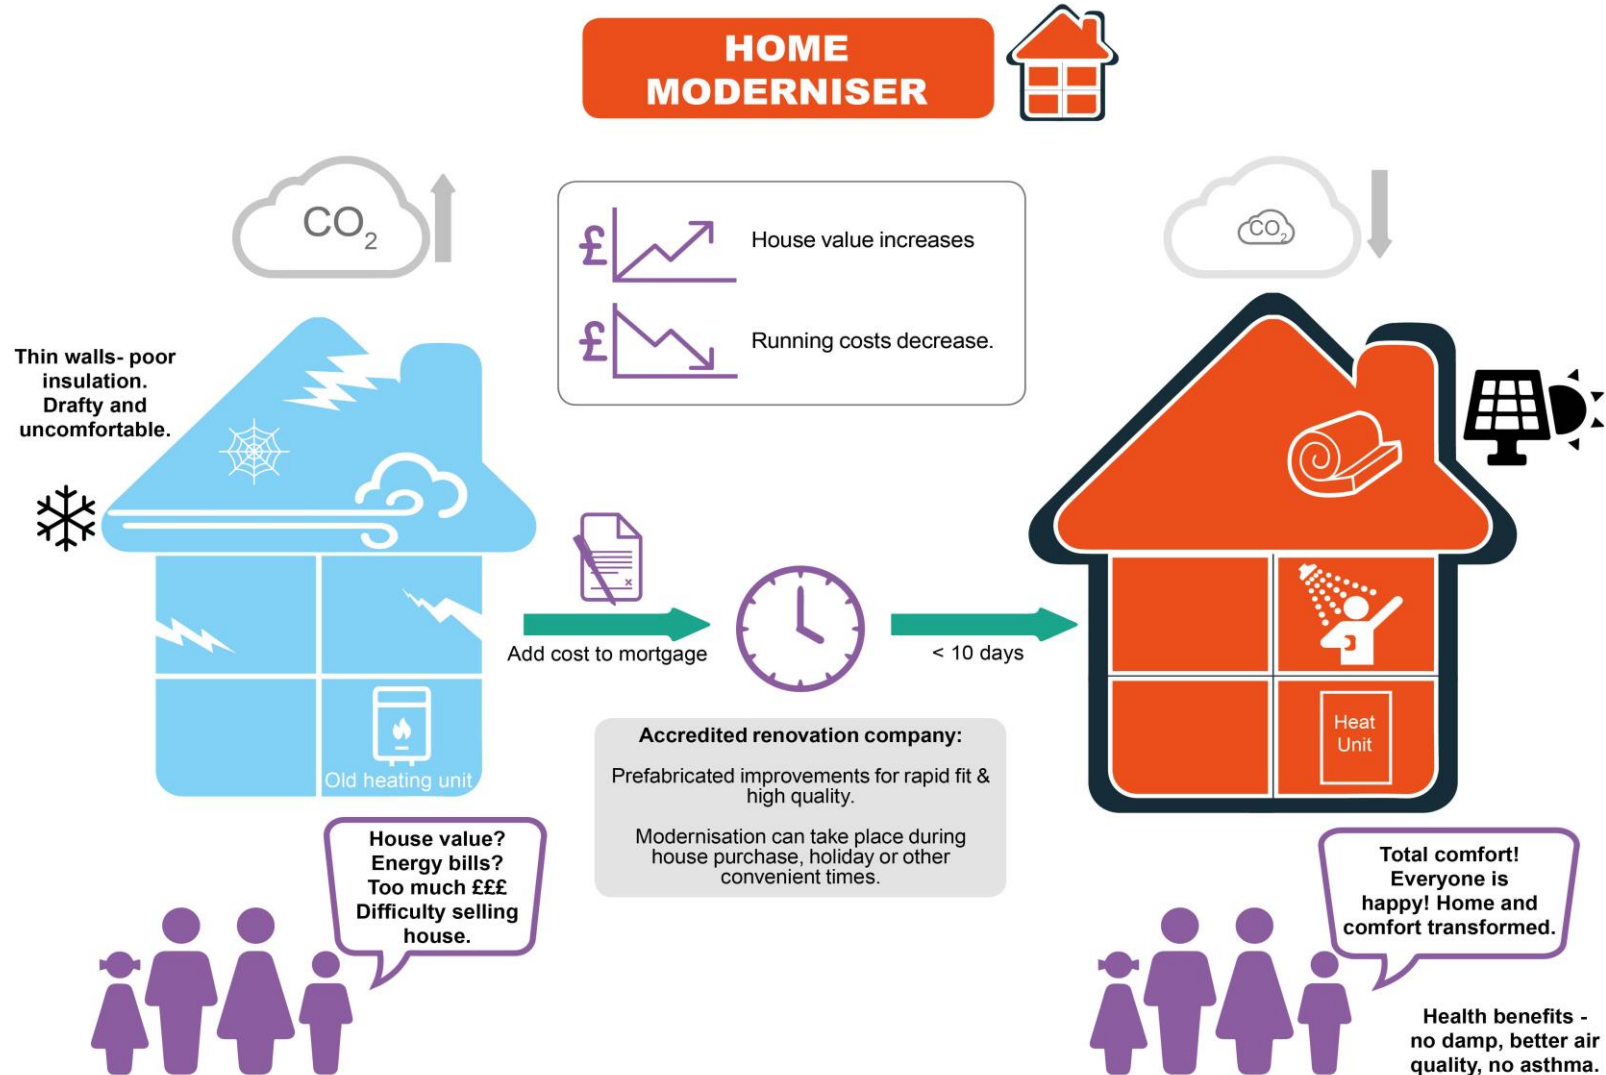 HOME
MODERNISER
CO2
£
House value increases
£
Running costs decrease.
CO2
Thin walls- poor
insulation.
Drafty and
uncomfortable.
Old heating unit
Add cost to mortgage
< 10 days
Heat
Unit
Accredited renovation company:
Prefabricated improvements for rapid fit &
high quality.
Modernisation can take place during
house purchase, holiday or other
convenient times.
House value?
Energy bills?
Too much £££
Difficulty selling
house.
Total comfort!
Everyone is
happy! Home and
comfort transformed.
Health benefits -
no damp, better air
quality, no asthma.